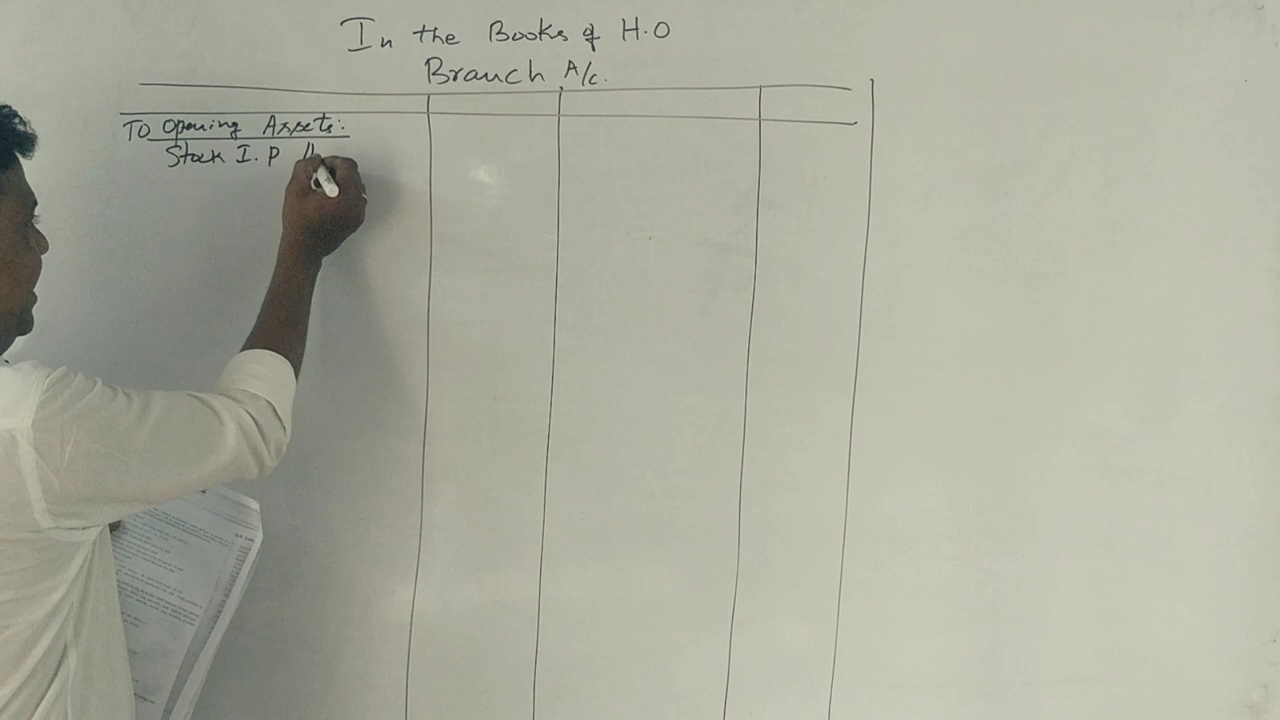 In the Books of H.O
Branch A/c.
To Opening Assets:
Stock I.P